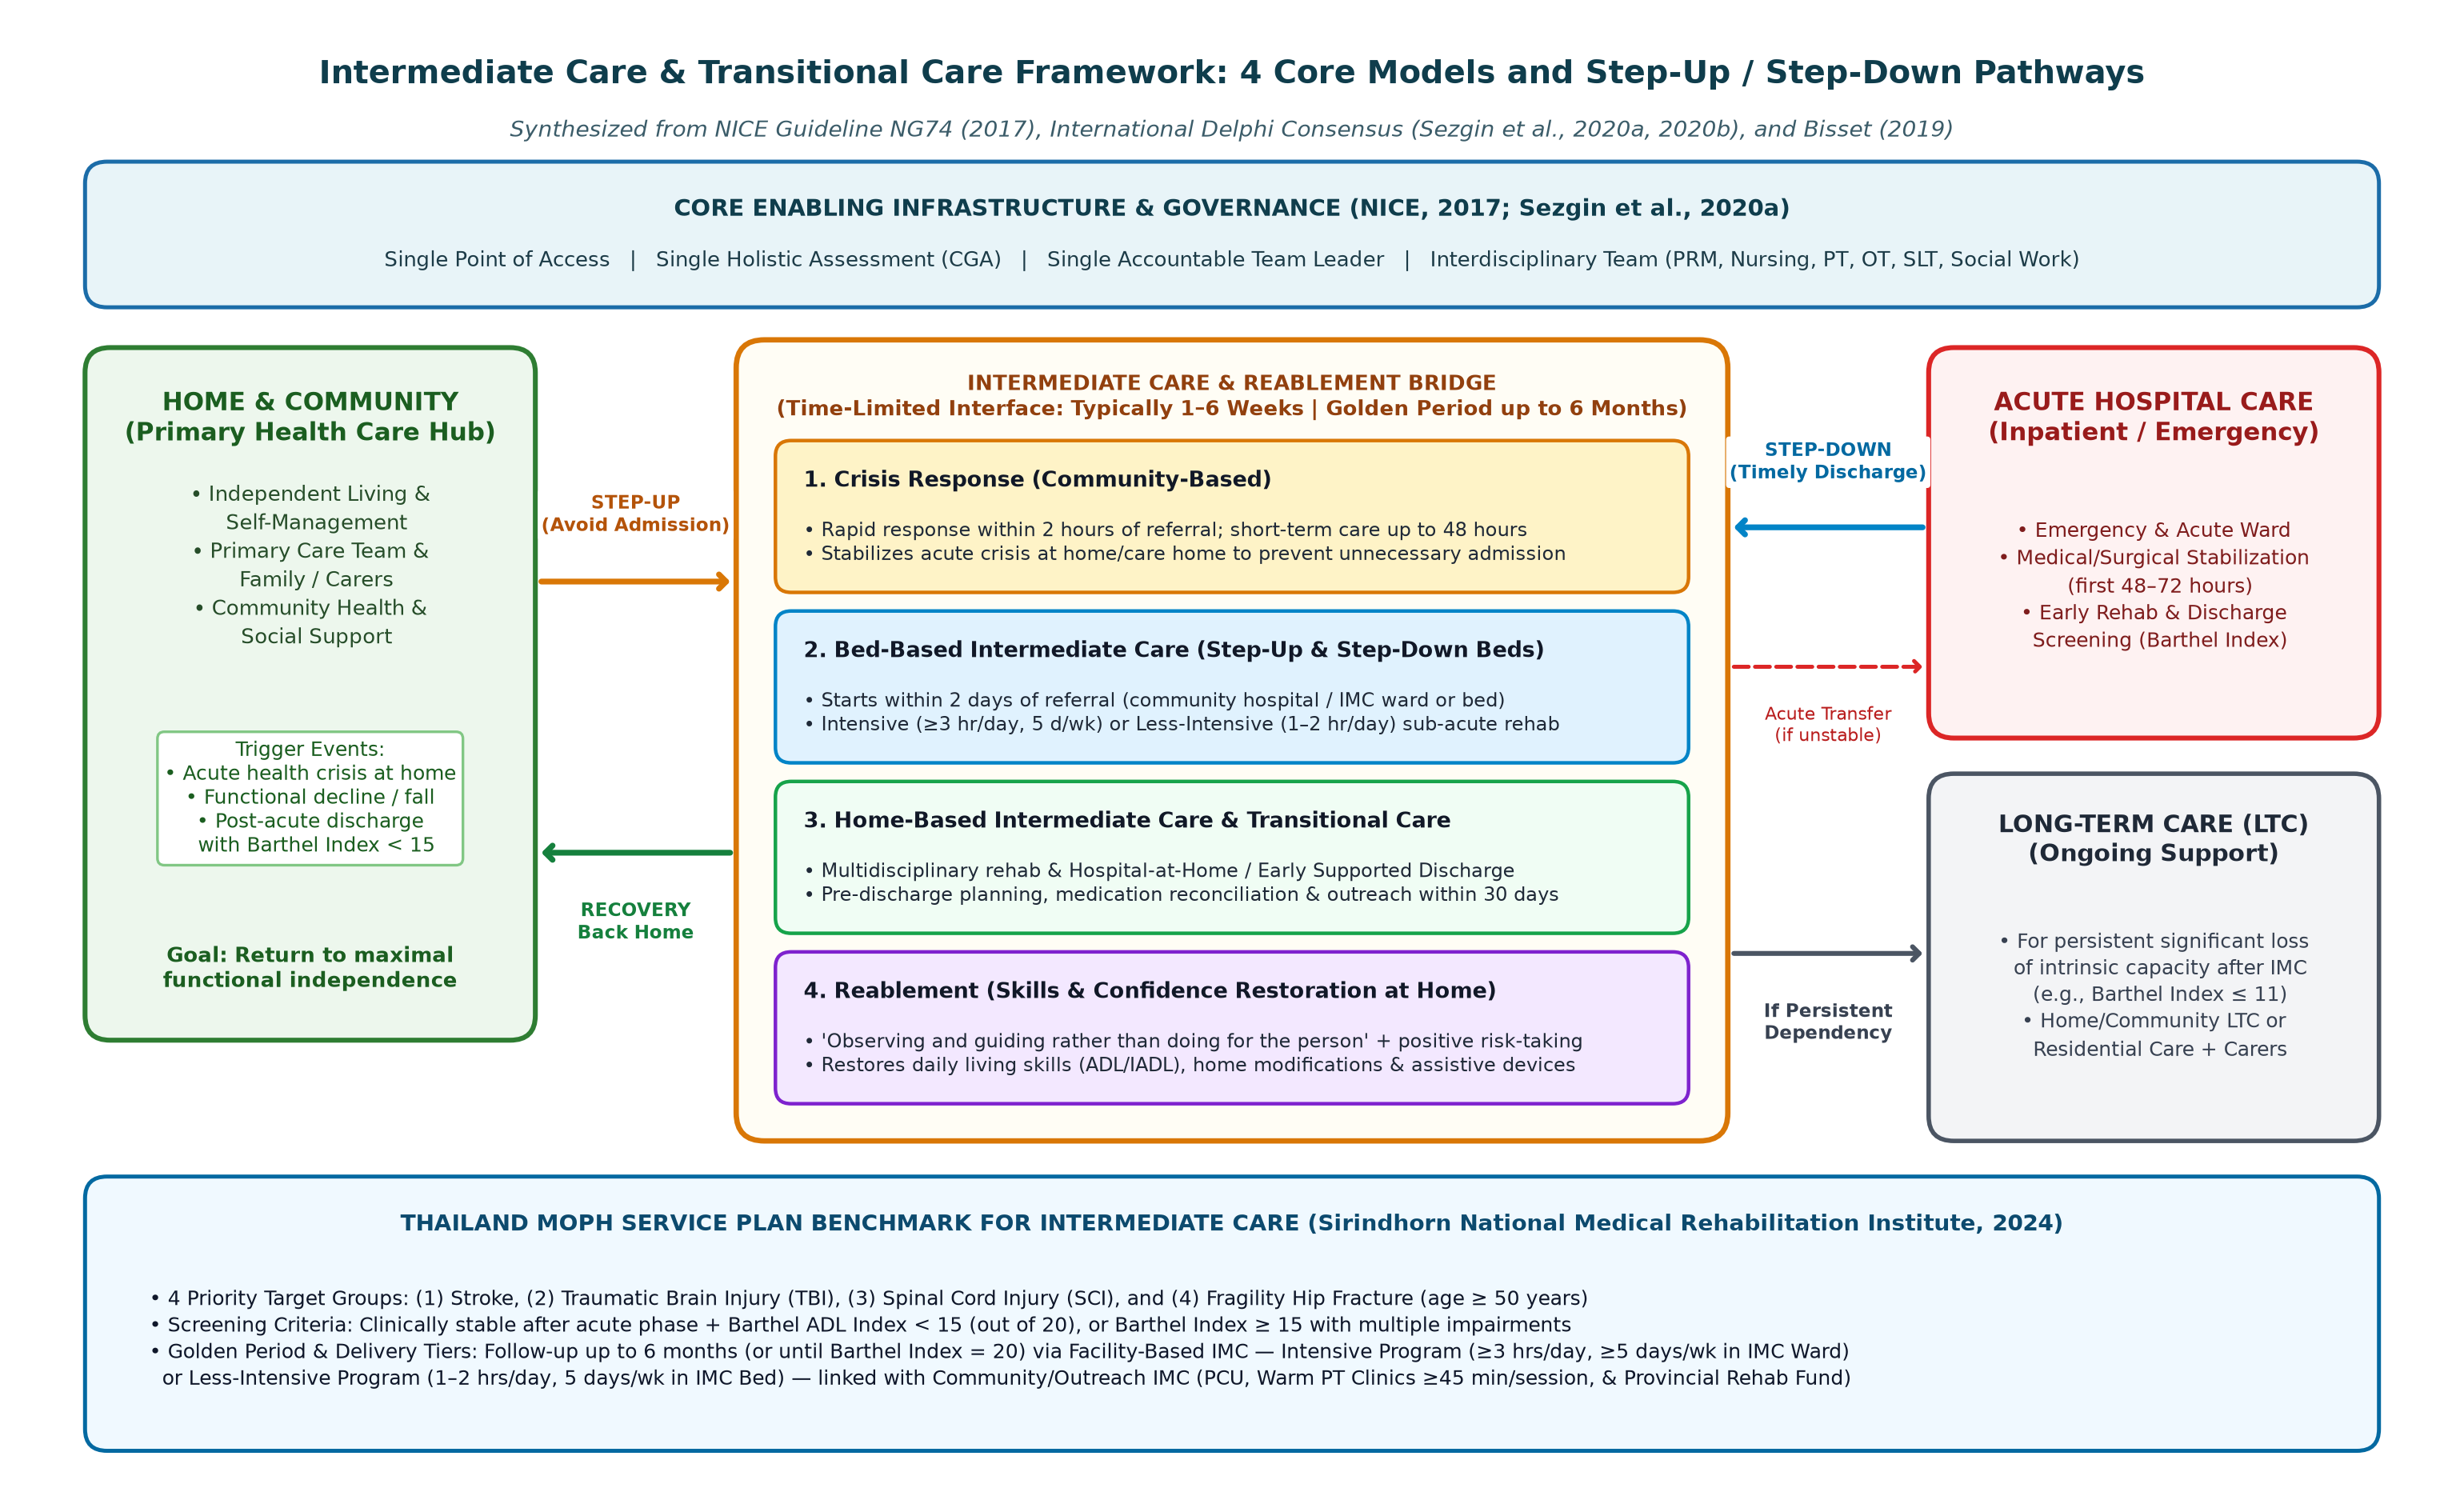 Intermediate Care & Transitional Care Framework: 4 Core Models and Step-Up / Step-Down Pathways
Synthesized from NICE Guideline NG74 (2017), International Delphi Consensus (Sezgin et al., 2020a, 2020b), and Bisset (2019)
CORE ENABLING INFRASTRUCTURE & GOVERNANCE (NICE, 2017; Sezgin et al., 2020a)
Single Point of Access | Single Holistic Assessment (CGA) | Single Accountable Team Leader | Interdisciplinary Team (PRM, Nursing, PT, OT, SLT, Social Work)
HOME & COMMUNITY
(Primary Health Care Hub)
• Independent Living &
Self-Management
• Primary Care Team &
Family / Carers
• Community Health &
Social Support
Trigger Events:
• Acute health crisis at home
• Functional decline / fall
• Post-acute discharge
with Barthel Index < 15
Goal: Return to maximal
functional independence
STEP-UP
(Avoid Admission)
RECOVERY
Back Home
INTERMEDIATE CARE & REABLEMENT BRIDGE
(Time-Limited Interface: Typically 1–6 Weeks | Golden Period up to 6 Months)
1. Crisis Response (Community-Based)
• Rapid response within 2 hours of referral; short-term care up to 48 hours
• Stabilizes acute crisis at home/care home to prevent unnecessary admission
2. Bed-Based Intermediate Care (Step-Up & Step-Down Beds)
• Starts within 2 days of referral (community hospital / IMC ward or bed)
• Intensive (≥3 hr/day, 5 d/wk) or Less-Intensive (1–2 hr/day) sub-acute rehab
3. Home-Based Intermediate Care & Transitional Care
• Multidisciplinary rehab & Hospital-at-Home / Early Supported Discharge
• Pre-discharge planning, medication reconciliation & outreach within 30 days
4. Reablement (Skills & Confidence Restoration at Home)
• 'Observing and guiding rather than doing for the person' + positive risk-taking
• Restores daily living skills (ADL/IADL), home modifications & assistive devices
STEP-DOWN
(Timely Discharge)
Acute Transfer
(if unstable)
If Persistent
Dependency
ACUTE HOSPITAL CARE
(Inpatient / Emergency)
• Emergency & Acute Ward
• Medical/Surgical Stabilization
(first 48–72 hours)
• Early Rehab & Discharge
Screening (Barthel Index)
LONG-TERM CARE (LTC)
(Ongoing Support)
• For persistent significant loss
of intrinsic capacity after IMC
(e.g., Barthel Index ≤ 11)
• Home/Community LTC or
Residential Care + Carers
THAILAND MOPH SERVICE PLAN BENCHMARK FOR INTERMEDIATE CARE (Sirindhorn National Medical Rehabilitation Institute, 2024)
• 4 Priority Target Groups: (1) Stroke, (2) Traumatic Brain Injury (TBI), (3) Spinal Cord Injury (SCI), and (4) Fragility Hip Fracture (age ≥ 50 years)
• Screening Criteria: Clinically stable after acute phase + Barthel ADL Index < 15 (out of 20), or Barthel Index ≥ 15 with multiple impairments
• Golden Period & Delivery Tiers: Follow-up up to 6 months (or until Barthel Index = 20) via Facility-Based IMC — Intensive Program (≥3 hrs/day, ≥5 days/wk in IMC Ward)
or Less-Intensive Program (1–2 hrs/day, 5 days/wk in IMC Bed) — linked with Community/Outreach IMC (PCU, Warm PT Clinics ≥45 min/session, & Provincial Rehab Fund)